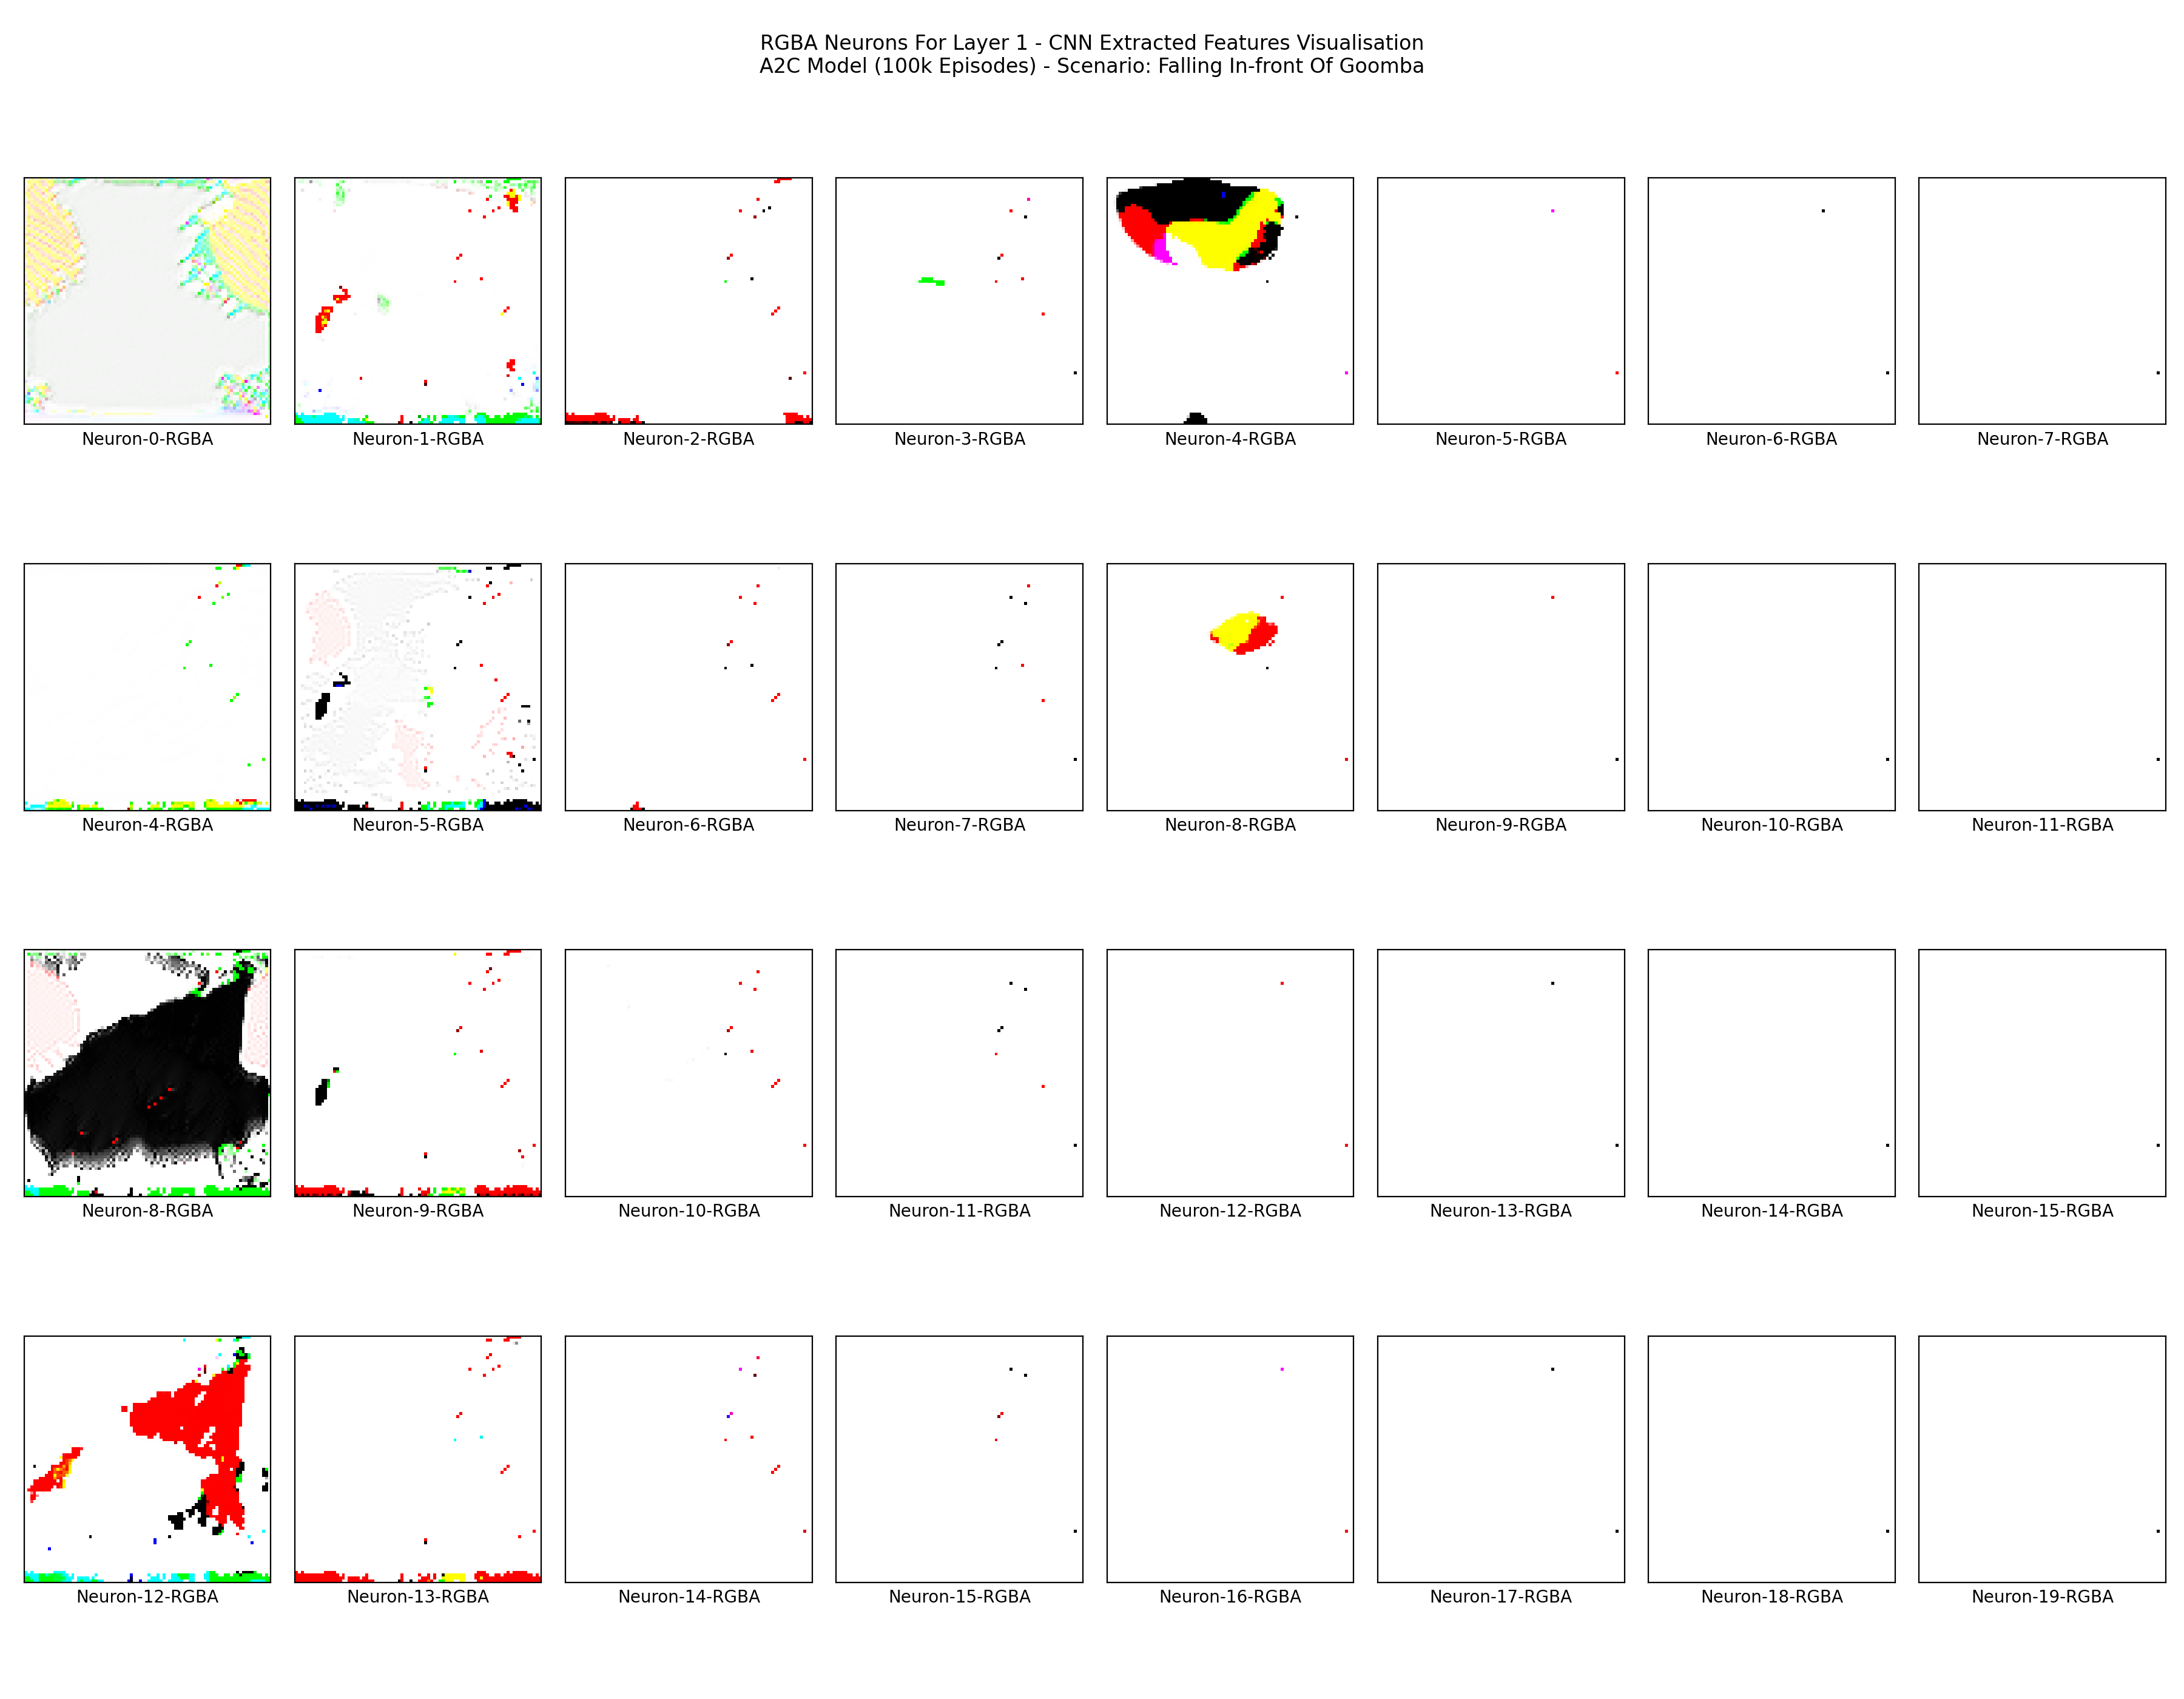 RGBA Neurons For Layer 1 - CNN Extracted Features Visualisation
A2C Model (100k Episodes) - Scenario: Falling In-front Of Goomba
Neuron-0-RGBA
Neuron-1-RGBA
Neuron-2-RGBA
Neuron-3-RGBA
Neuron-4-RGBA
Neuron-5-RGBA
Neuron-6-RGBA
Neuron-7-RGBA
Neuron-4-RGBA
Neuron-5-RGBA
Neuron-6-RGBA
Neuron-7-RGBA
Neuron-8-RGBA
Neuron-9-RGBA
Neuron-10-RGBA
Neuron-11-RGBA
Neuron-8-RGBA
Neuron-9-RGBA
Neuron-10-RGBA
Neuron-11-RGBA
Neuron-12-RGBA
Neuron-13-RGBA
Neuron-14-RGBA
Neuron-15-RGBA
Neuron-12-RGBA
Neuron-13-RGBA
Neuron-14-RGBA
Neuron-15-RGBA
Neuron-16-RGBA
Neuron-17-RGBA
Neuron-18-RGBA
Neuron-19-RGBA